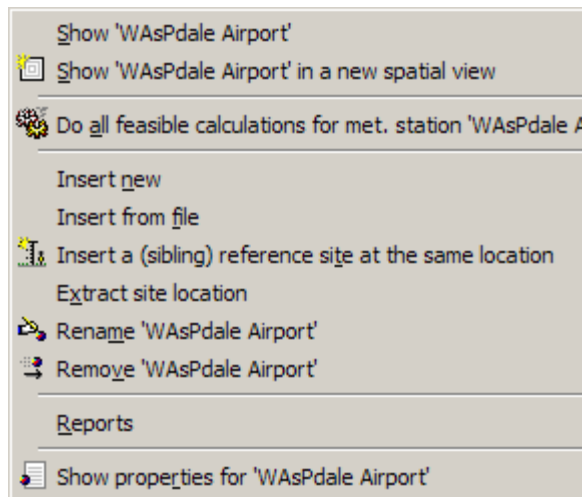 Show 'WAsPdale Airport'
Show 'WAsPdale Airport' in a new spatial view
Do all feasible calculations for met. station 'WAsPdale A
Insert new
Insert from file
Insert a (sibling) reference site at the same location
Extract site location
Rename 'WAsPdale Airport'
Remove 'WAsPdale Airport'
Reports
Show properties for 'WAsPdale Airport'